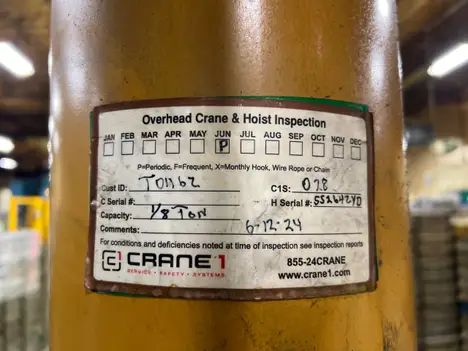 Overhead Crane & Hoist Inspection
JAN FEB MAR APR MAY JUN JUL AUG SEP OCT NOV DEC
P
P=Periodic, F=Frequent, X=Monthly Hook, Wire Rope or Chain
Cust ID: TOM62 C1S: 078
C Serial#: H Serial #:
Capacity: 1/8 TON
Comments: 6-12-24
For conditions and deficiencies noted at time of inspection see inspection reports
C1 CRANE 1 855-24CRANE
SERVICE • SAFETY • SYSTEMS www.crane1.com